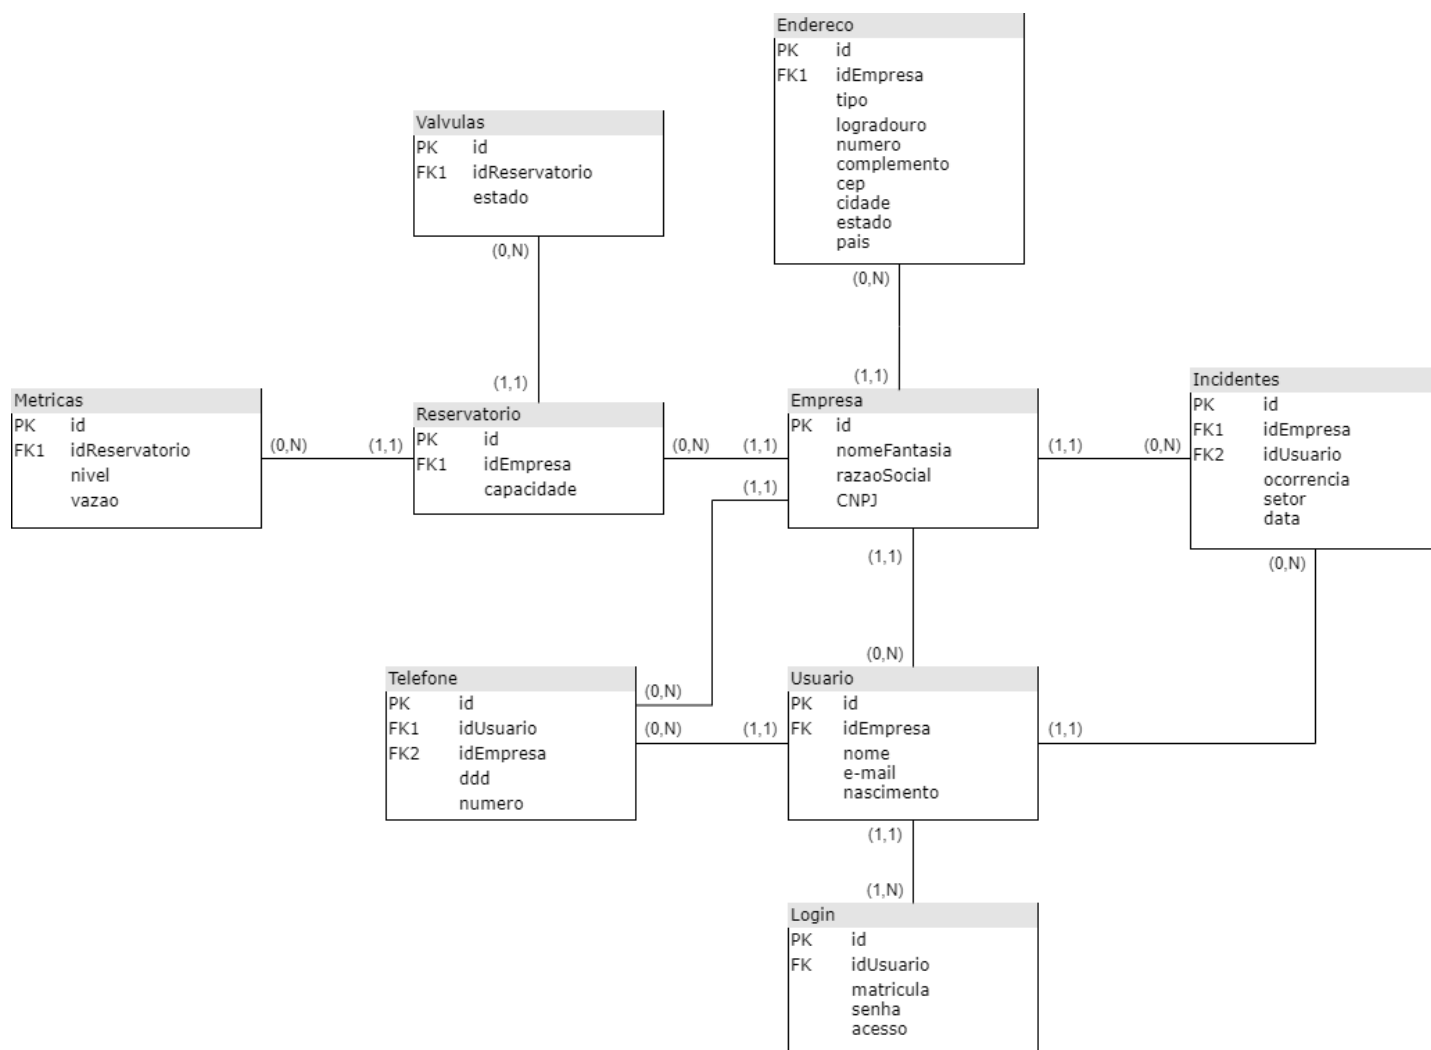 Endereco
PK id
FK1 idEmpresa
tipo
logradouro
numero
complemento
cep
cidade
estado
pais
(0,N)
(1,1)
Valvulas
PK id
FK1 idReservatorio
estado
(0,N)
(1,1)
Metricas
PK id
FK1 idReservatorio
nivel
vazao
(0,N)
(1,1)
Reservatorio
PK id
FK1 idEmpresa
capacidade
(0,N)
(1,1)
(1,1)
Empresa
PK id
nomeFantasia
razaoSocial
CNPJ
(1,1)
(0,N)
Incidentes
PK id
FK1 idEmpresa
FK2 idUsuario
ocorrencia
setor
data
(0,N)
(1,1)
(0,N)
Telefone
PK id
FK1 idUsuario
FK2 idEmpresa
ddd
numero
(0,N)
(0,N)
(1,1)
Usuario
PK id
FK idEmpresa
nome
e-mail
nascimento
(1,1)
(1,1)
(1,N)
Login
PK id
FK idUsuario
matricula
senha
acesso